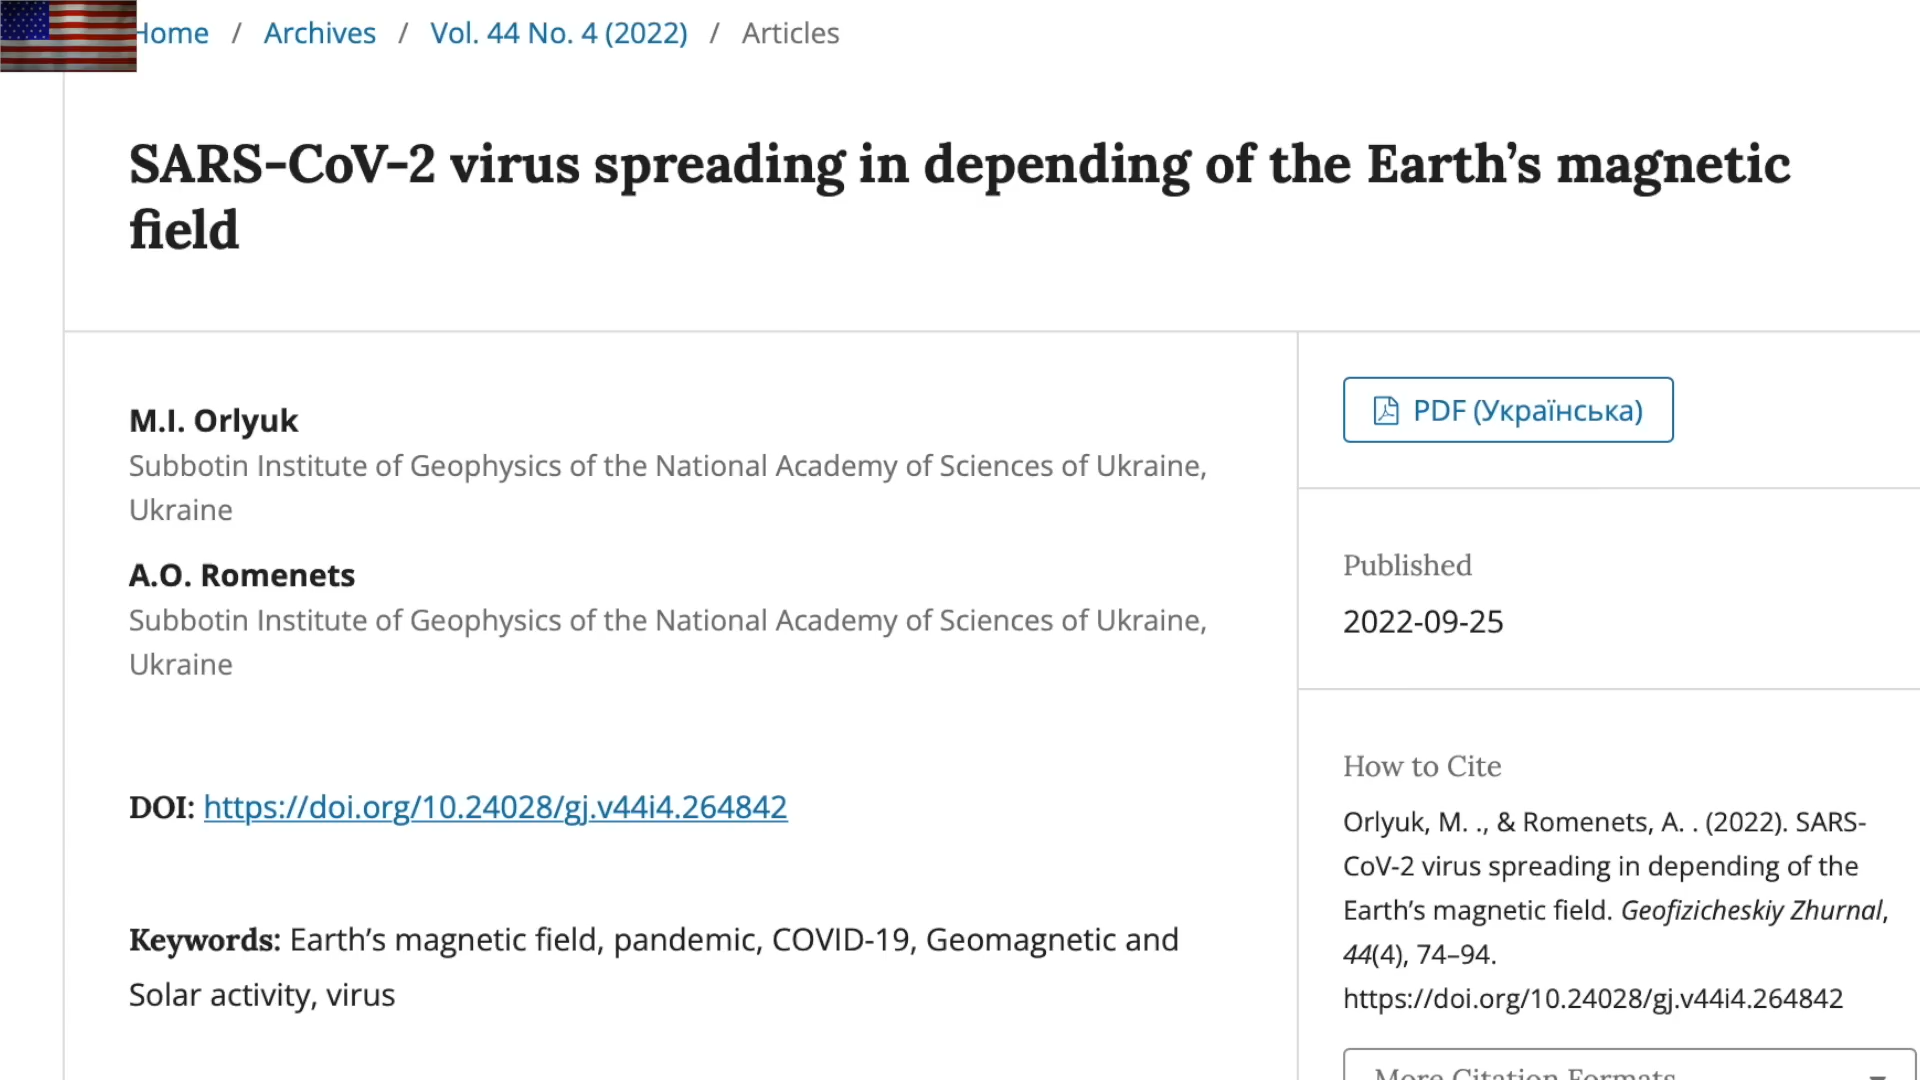 Home / Archives / Vol. 44 No. 4 (2022) / Articles
SARS-CoV-2 virus spreading in depending of the Earth’s magnetic
field
M.I. Orlyuk
Subbotin Institute of Geophysics of the National Academy of Sciences of Ukraine,
Ukraine
A.O. Romenets
Subbotin Institute of Geophysics of the National Academy of Sciences of Ukraine,
Ukraine
DOI: https://doi.org/10.24028/gj.v44i4.264842
Keywords: Earth’s magnetic field, pandemic, COVID-19, Geomagnetic and
Solar activity, virus
PDF (Українська)
Published
2022-09-25
How to Cite
Orlyuk, M. ., & Romenets, A. . (2022). SARS-
CoV-2 virus spreading in depending of the
Earth’s magnetic field. Geofizicheskiy Zhurnal,
44(4), 74–94.
https://doi.org/10.24028/gj.v44i4.264842
More Citation Formats